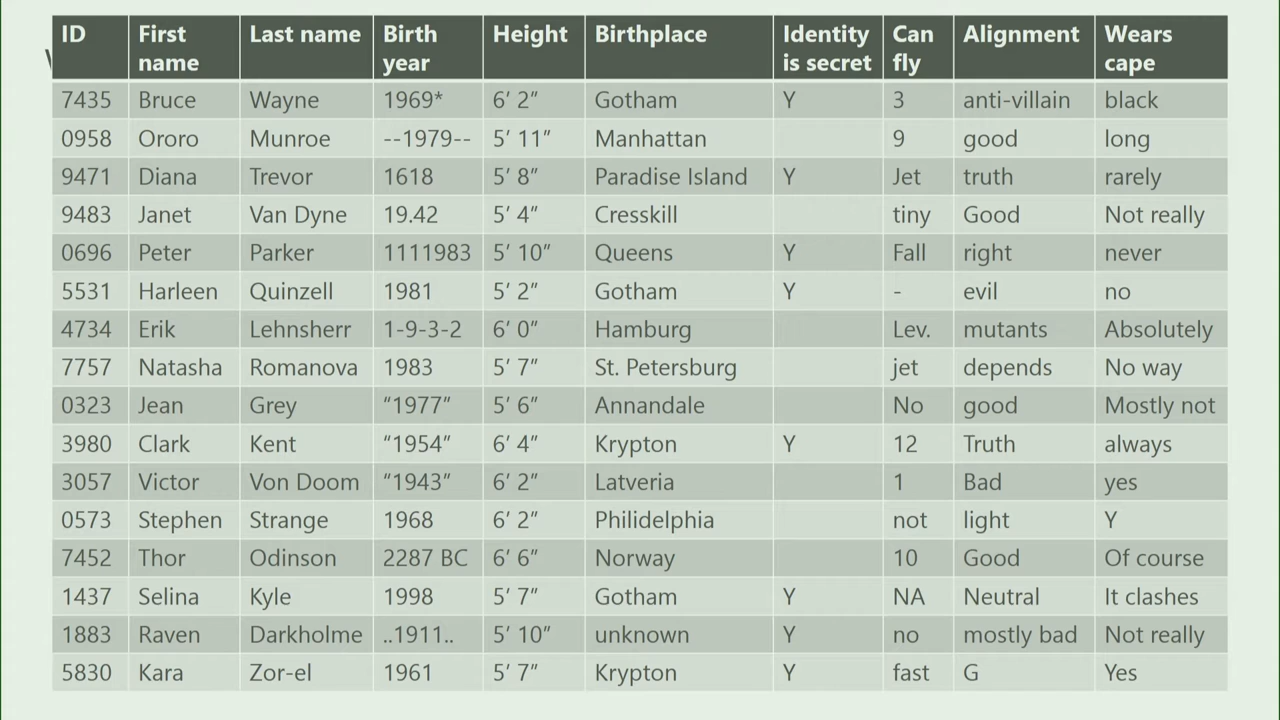 ID First name Last name Birth year Height Birthplace Identity is secret Can fly Alignment Wears cape
7435 Bruce Wayne 1969* 6’ 2” Gotham Y 3 anti-villain black
0958 Ororo Munroe --1979-- 5’ 11” Manhattan 9 good long
9471 Diana Trevor 1618 5’ 8” Paradise Island Y Jet truth rarely
9483 Janet Van Dyne 19.42 5’ 4” Cresskill tiny Good Not really
0696 Peter Parker 1111983 5’ 10” Queens Y Fall right never
5531 Harleen Quinzell 1981 5’ 2” Gotham Y - evil no
4734 Erik Lehnsherr 1-9-3-2 6’ 0” Hamburg Lev. mutants Absolutely
7757 Natasha Romanova 1983 5’ 7” St. Petersburg jet depends No way
0323 Jean Grey “1977” 5’ 6” Annandale No good Mostly not
3980 Clark Kent “1954” 6’ 4” Krypton Y 12 Truth always
3057 Victor Von Doom “1943” 6’ 2” Latveria 1 Bad yes
0573 Stephen Strange 1968 6’ 2” Philidelphia not light Y
7452 Thor Odinson 2287 BC 6’ 6” Norway 10 Good Of course
1437 Selina Kyle 1998 5’ 7” Gotham Y NA Neutral It clashes
1883 Raven Darkholme ..1911.. 5’ 10” unknown Y no mostly bad Not really
5830 Kara Zor-el 1961 5’ 7” Krypton Y fast G Yes